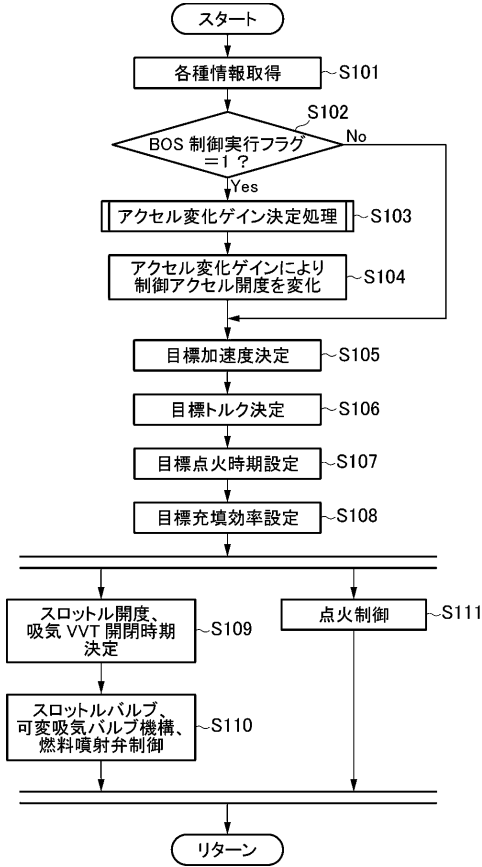 スタート
各種情報取得
S101
S102
BOS 制御実行フラグ
=1 ?
No
Yes
アクセル変化ゲイン決定処理
S103
アクセル変化ゲインにより
制御アクセル開度を変化
S104
目標加速度決定
S105
目標トルク決定
S106
目標点火時期設定
S107
目標充填効率設定
S108
スロットル開度、
吸気 VVT 開閉時期
決定
S109
点火制御
S111
スロットルバルブ、
可変吸気バルブ機構、
燃料噴射弁制御
S110
リターン